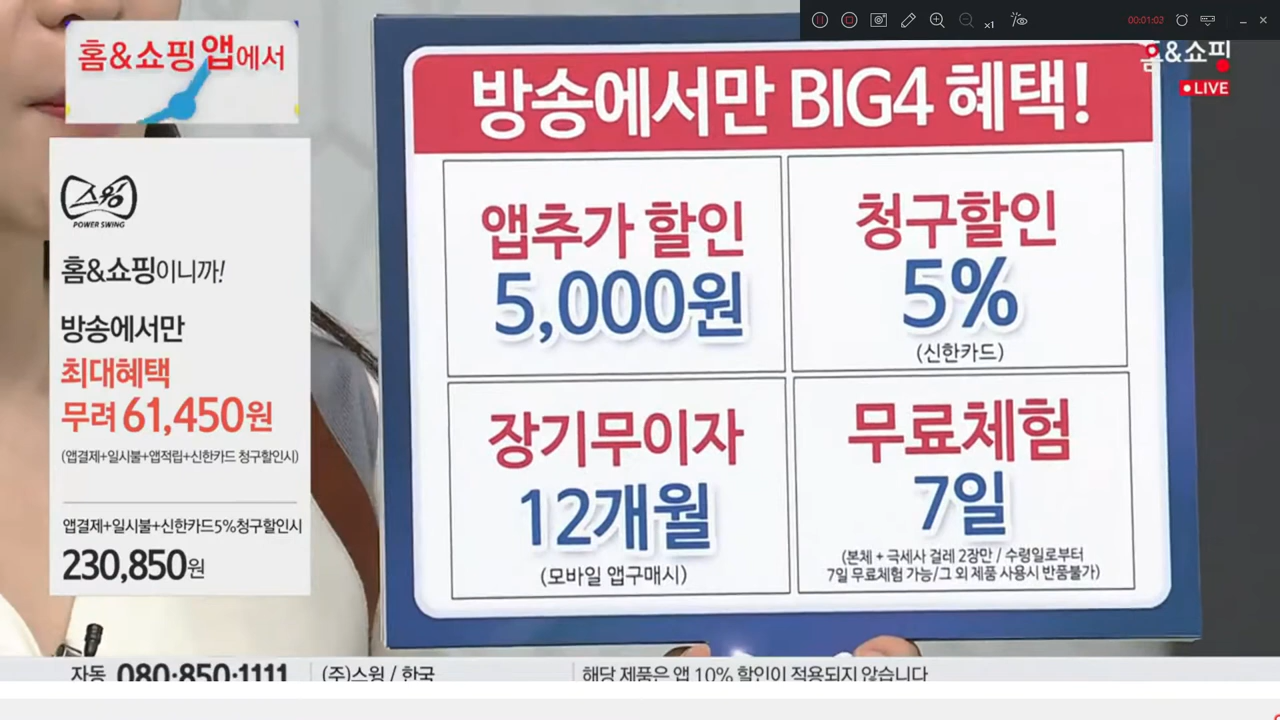 홈&쇼핑 앱에서
스윙
POWER SWING
홈&쇼핑이니까!
방송에서만
최대혜택
무려 61,450원
(앱결제+일시불+앱적립+신한카드 청구할인시)
앱결제+일시불+신한카드5%청구할인시
230,850원
방송에서만 BIG4 혜택!
앱추가 할인
5,000원
청구할인
5%
(신한카드)
장기무이자
12개월
(모바일 앱구매시)
무료체험
7일
(본체 + 극세사 걸레 2장만 / 수령일로부터
7일 무료체험 가능/그 외 제품 사용시 반품불가)
x1
00:01:02
홈&쇼핑
LIVE
자동 080·850·1111
(주)스윙 / 한국
해당 제품은 앱 10% 할인이 적용되지 않습니다